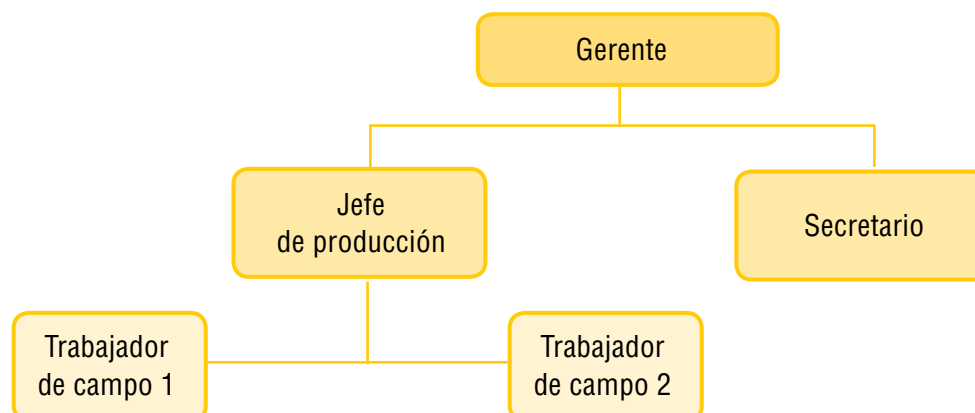 Gerente
Jefe
de producción
Secretario
Trabajador
de campo 1
Trabajador
de campo 2